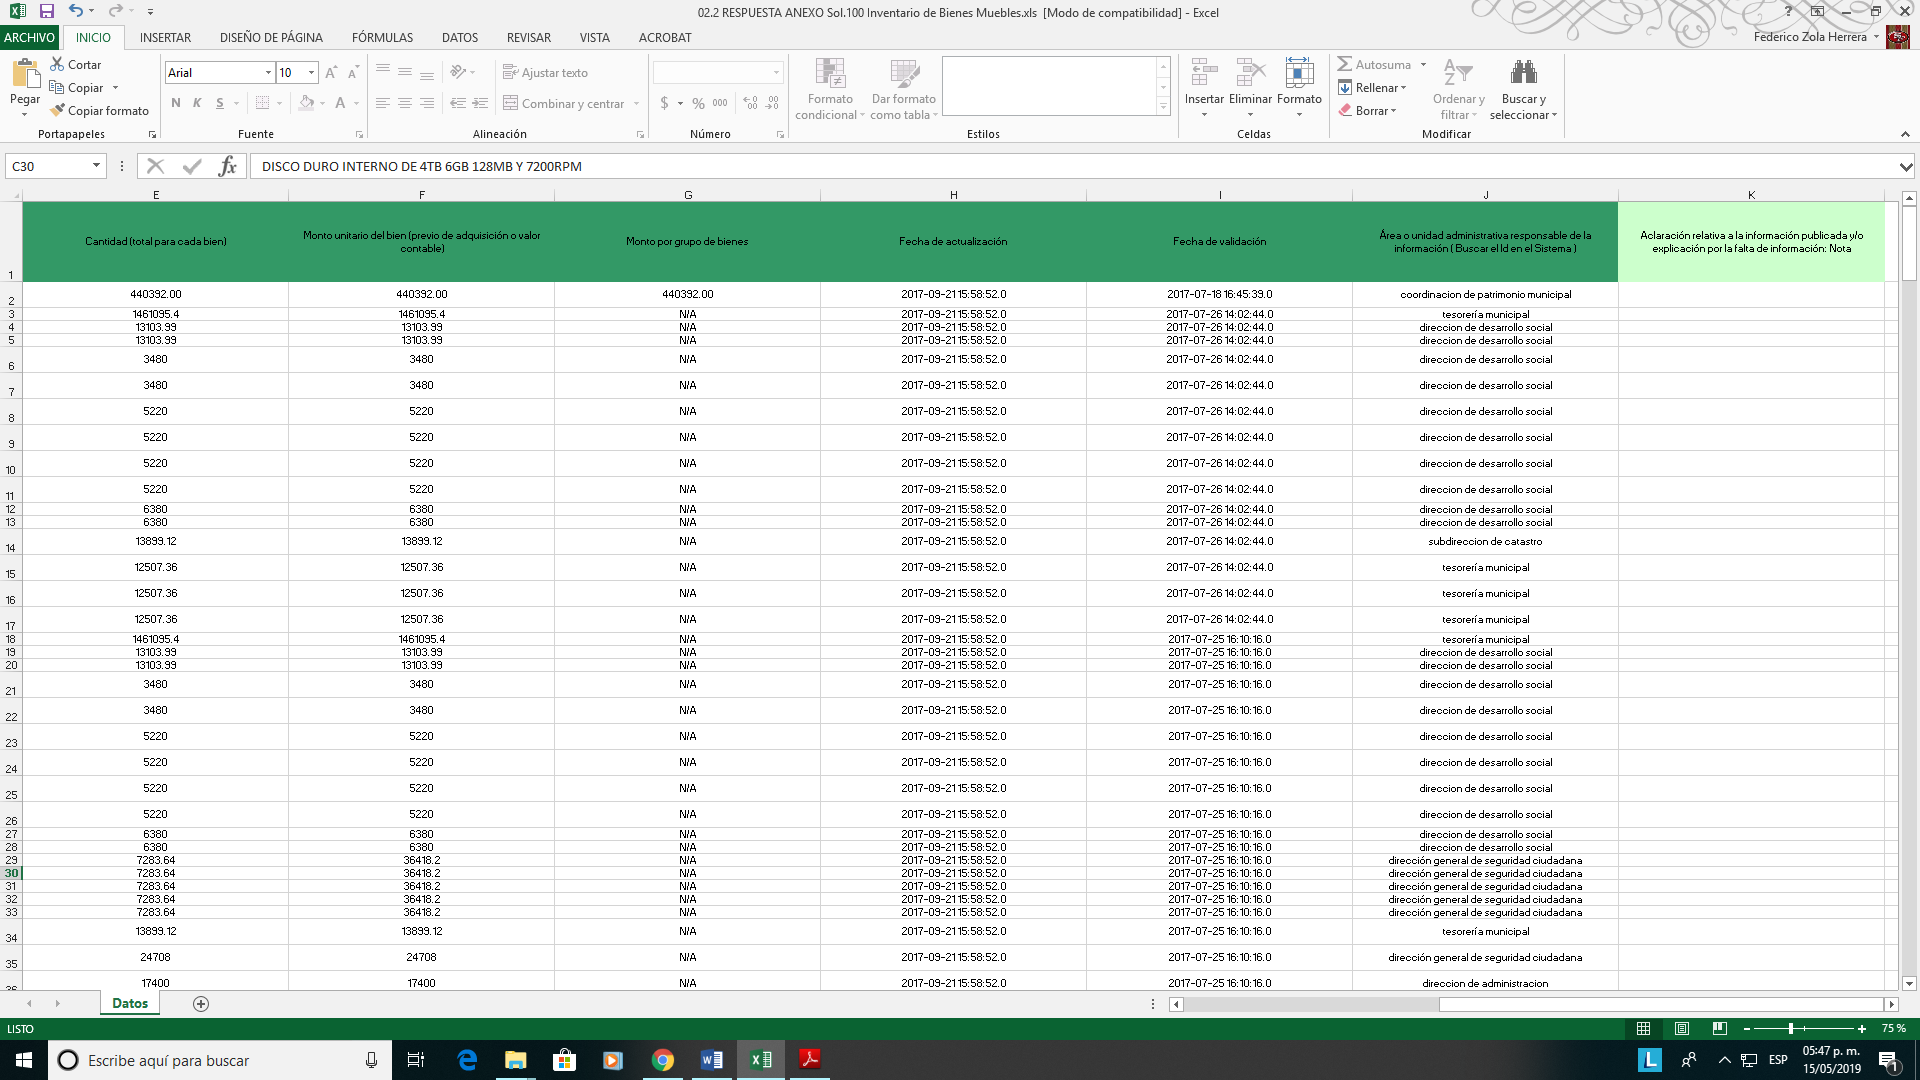 02.2 RESPUESTA ANEXO Sol.100 Inventario de Bienes Muebles.xls [Modo de compatibilidad] - Excel
ARCHIVO INICIO INSERTAR DISEÑO DE PÁGINA FÓRMULAS DATOS REVISAR VISTA ACROBAT Federico Zola Herrera
Pegar
Cortar
Copiar
Copiar formato
Portapapeles
Arial 10
N K S
Fuente
Ajustar texto
Combinar y centrar
Alineación
$ % 000
Número
Formato condicional
Dar formato como tabla
Estilos
Insertar Eliminar Formato
Celdas
Autosuma
Rellenar
Borrar
Ordenar y filtrar
Buscar y seleccionar
Modificar
C30 fx DISCO DURO INTERNO DE 4TB 6GB 128MB Y 7200RPM
E F G H I J K
1 Cantidad (total para cada bien) Monto unitario del bien (previo de adquisición o valor contable) Monto por grupo de bienes Fecha de actualización Fecha de validación Área o unidad administrativa responsable de la información ( Buscar el Id en el Sistema ) Aclaración relativa a la información publicada y/o explicación por la falta de información: Nota
2 440392.00 440392.00 440392.00 2017-09-21 15:58:52.0 2017-07-18 16:45:39.0 coordinacion de patrimonio municipal
3 1461095.4 1461095.4 N/A 2017-09-21 15:58:52.0 2017-07-26 14:02:44.0 tesorería municipal
4 13103.99 13103.99 N/A 2017-09-21 15:58:52.0 2017-07-26 14:02:44.0 direccion de desarrollo social
5 13103.99 13103.99 N/A 2017-09-21 15:58:52.0 2017-07-26 14:02:44.0 direccion de desarrollo social
6 3480 3480 N/A 2017-09-21 15:58:52.0 2017-07-26 14:02:44.0 direccion de desarrollo social
7 3480 3480 N/A 2017-09-21 15:58:52.0 2017-07-26 14:02:44.0 direccion de desarrollo social
8 5220 5220 N/A 2017-09-21 15:58:52.0 2017-07-26 14:02:44.0 direccion de desarrollo social
9 5220 5220 N/A 2017-09-21 15:58:52.0 2017-07-26 14:02:44.0 direccion de desarrollo social
10 5220 5220 N/A 2017-09-21 15:58:52.0 2017-07-26 14:02:44.0 direccion de desarrollo social
11 5220 5220 N/A 2017-09-21 15:58:52.0 2017-07-26 14:02:44.0 direccion de desarrollo social
12 6380 6380 N/A 2017-09-21 15:58:52.0 2017-07-26 14:02:44.0 direccion de desarrollo social
13 6380 6380 N/A 2017-09-21 15:58:52.0 2017-07-26 14:02:44.0 direccion de desarrollo social
14 13899.12 13899.12 N/A 2017-09-21 15:58:52.0 2017-07-26 14:02:44.0 subdireccion de catastro
15 12507.36 12507.36 N/A 2017-09-21 15:58:52.0 2017-07-26 14:02:44.0 tesorería municipal
16 12507.36 12507.36 N/A 2017-09-21 15:58:52.0 2017-07-26 14:02:44.0 tesorería municipal
17 12507.36 12507.36 N/A 2017-09-21 15:58:52.0 2017-07-26 14:02:44.0 tesorería municipal
18 1461095.4 1461095.4 N/A 2017-09-21 15:58:52.0 2017-07-25 16:10:16.0 tesorería municipal
19 13103.99 13103.99 N/A 2017-09-21 15:58:52.0 2017-07-25 16:10:16.0 direccion de desarrollo social
20 13103.99 13103.99 N/A 2017-09-21 15:58:52.0 2017-07-25 16:10:16.0 direccion de desarrollo social
21 3480 3480 N/A 2017-09-21 15:58:52.0 2017-07-25 16:10:16.0 direccion de desarrollo social
22 3480 3480 N/A 2017-09-21 15:58:52.0 2017-07-25 16:10:16.0 direccion de desarrollo social
23 5220 5220 N/A 2017-09-21 15:58:52.0 2017-07-25 16:10:16.0 direccion de desarrollo social
24 5220 5220 N/A 2017-09-21 15:58:52.0 2017-07-25 16:10:16.0 direccion de desarrollo social
25 5220 5220 N/A 2017-09-21 15:58:52.0 2017-07-25 16:10:16.0 direccion de desarrollo social
26 5220 5220 N/A 2017-09-21 15:58:52.0 2017-07-25 16:10:16.0 direccion de desarrollo social
27 6380 6380 N/A 2017-09-21 15:58:52.0 2017-07-25 16:10:16.0 direccion de desarrollo social
28 6380 6380 N/A 2017-09-21 15:58:52.0 2017-07-25 16:10:16.0 direccion de desarrollo social
29 7283.64 36418.2 N/A 2017-09-21 15:58:52.0 2017-07-25 16:10:16.0 dirección general de seguridad ciudadana
30 7283.64 36418.2 N/A 2017-09-21 15:58:52.0 2017-07-25 16:10:16.0 dirección general de seguridad ciudadana
31 7283.64 36418.2 N/A 2017-09-21 15:58:52.0 2017-07-25 16:10:16.0 dirección general de seguridad ciudadana
32 7283.64 36418.2 N/A 2017-09-21 15:58:52.0 2017-07-25 16:10:16.0 dirección general de seguridad ciudadana
33 7283.64 36418.2 N/A 2017-09-21 15:58:52.0 2017-07-25 16:10:16.0 dirección general de seguridad ciudadana
34 13899.12 13899.12 N/A 2017-09-21 15:58:52.0 2017-07-25 16:10:16.0 tesorería municipal
35 24708 24708 N/A 2017-09-21 15:58:52.0 2017-07-25 16:10:16.0 dirección general de seguridad ciudadana
36 17400 17400 N/A 2017-09-21 15:58:52.0 2017-07-25 16:10:16.0 direccion de administracion
Datos
LISTO 75 %
Escribe aquí para buscar
ESP
05:47 p. m.
15/05/2019
1